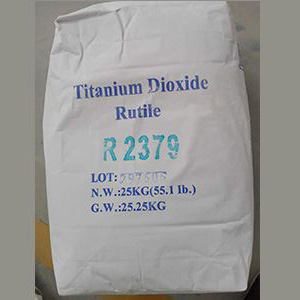 Titanium Dioxide
Rutile
R 2379
LOT:
N.W.:25KG(55.1 lb.)
G.W.:25.25KG